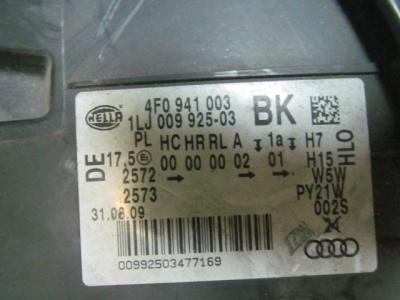 HELLA
4F0 941 003
1LJ 009 925-03
BK
PL HC HR RL A 1a H7
DE 17,5 00 00 00 02 01 H15 HLO
2572 W5W
2573 PY21W
31.08.09 002S
00992503477169